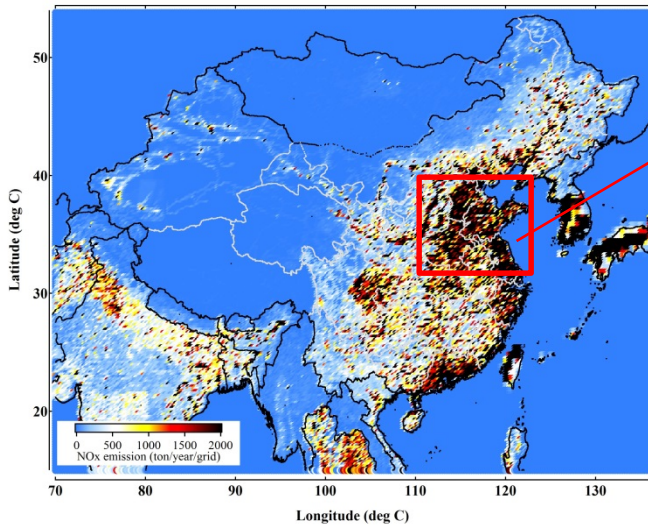 50
40
30
20
Latitude (deg C)
0 500 1000 1500 2000
NOx emission (ton/year/grid)
70 80 90 100 110 120 130
Longitude (deg C)